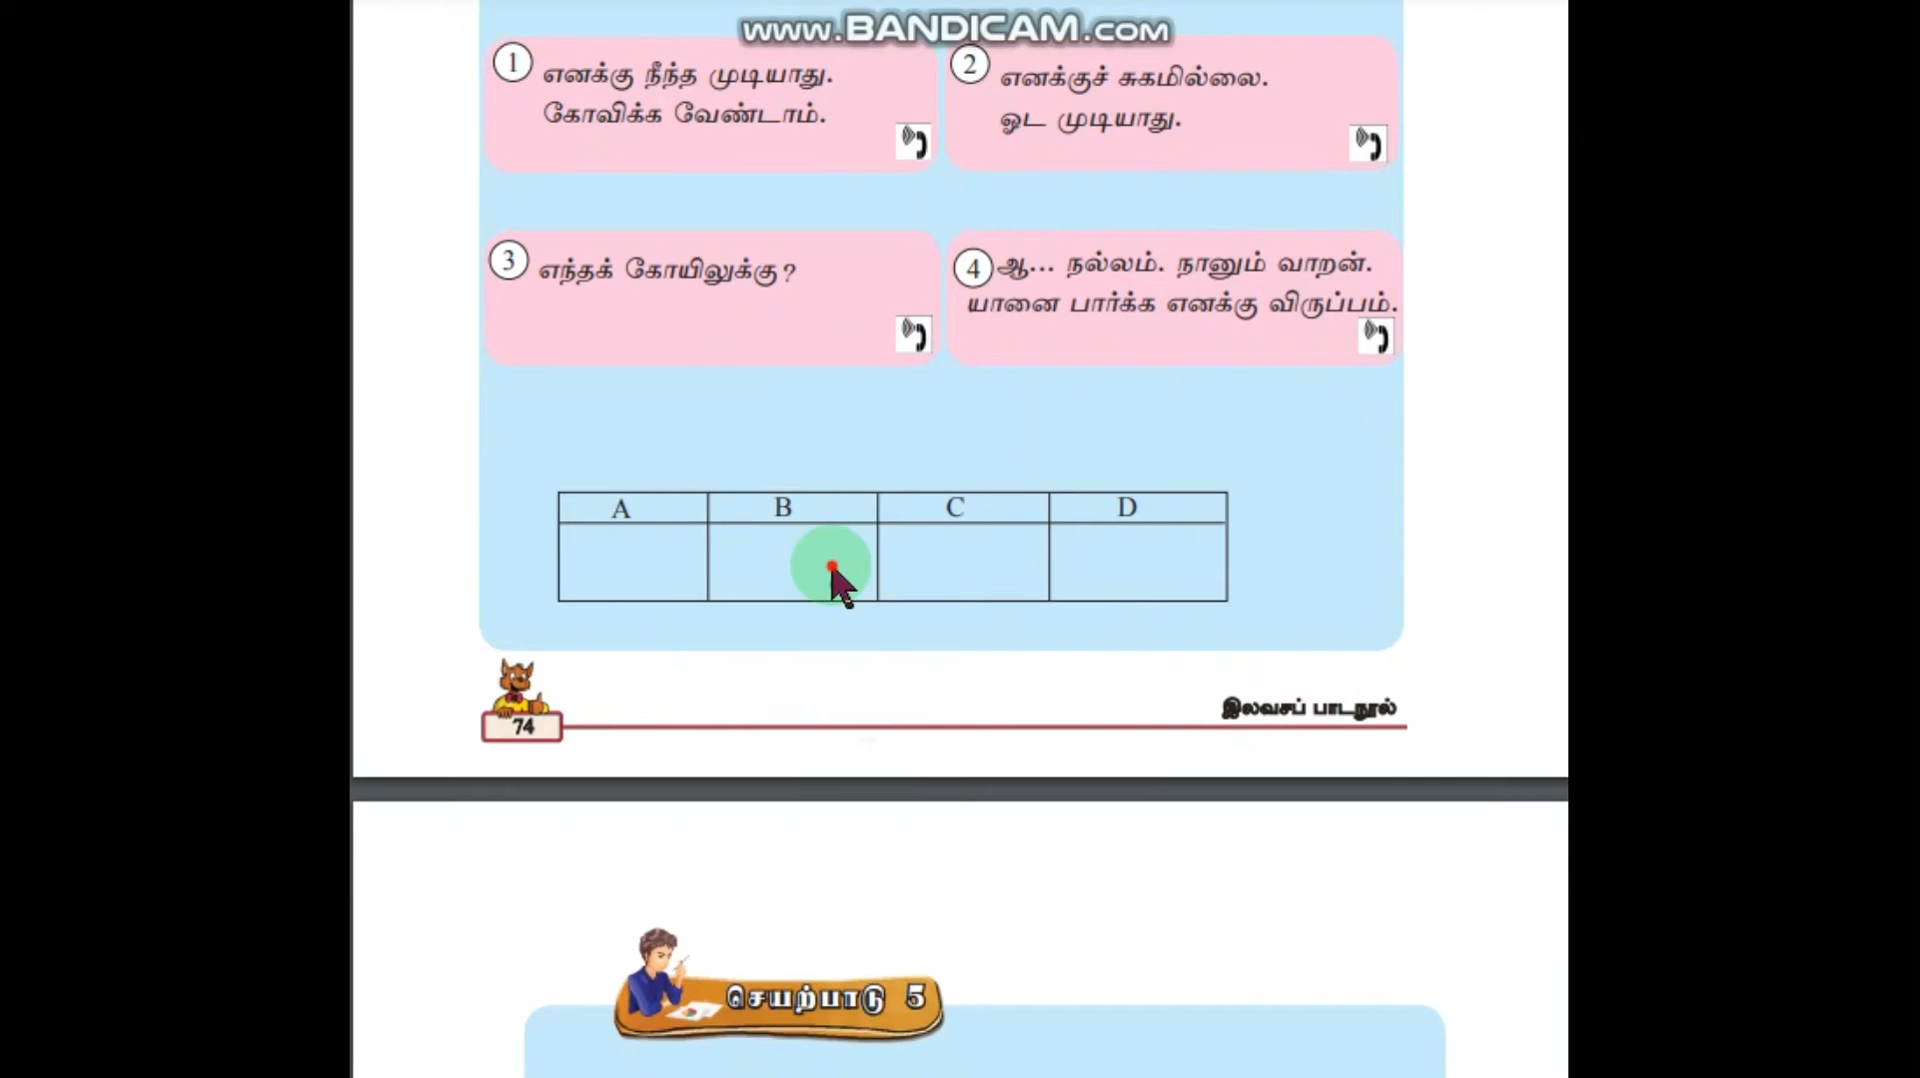 www.BANDICAM.com
1 எனக்கு நீந்த முடியாது.
கோவிக்க வேண்டாம்.
2 எனக்குச் சுகமில்லை.
ஓட முடியாது.
3 எந்தக் கோயிலுக்கு?
4 ஆ... நல்லம். நானும் வாறன்.
யானை பார்க்க எனக்கு விருப்பம்.
A B C D
74
இலவசப் பாடநூல்
செயற்பாடு 5